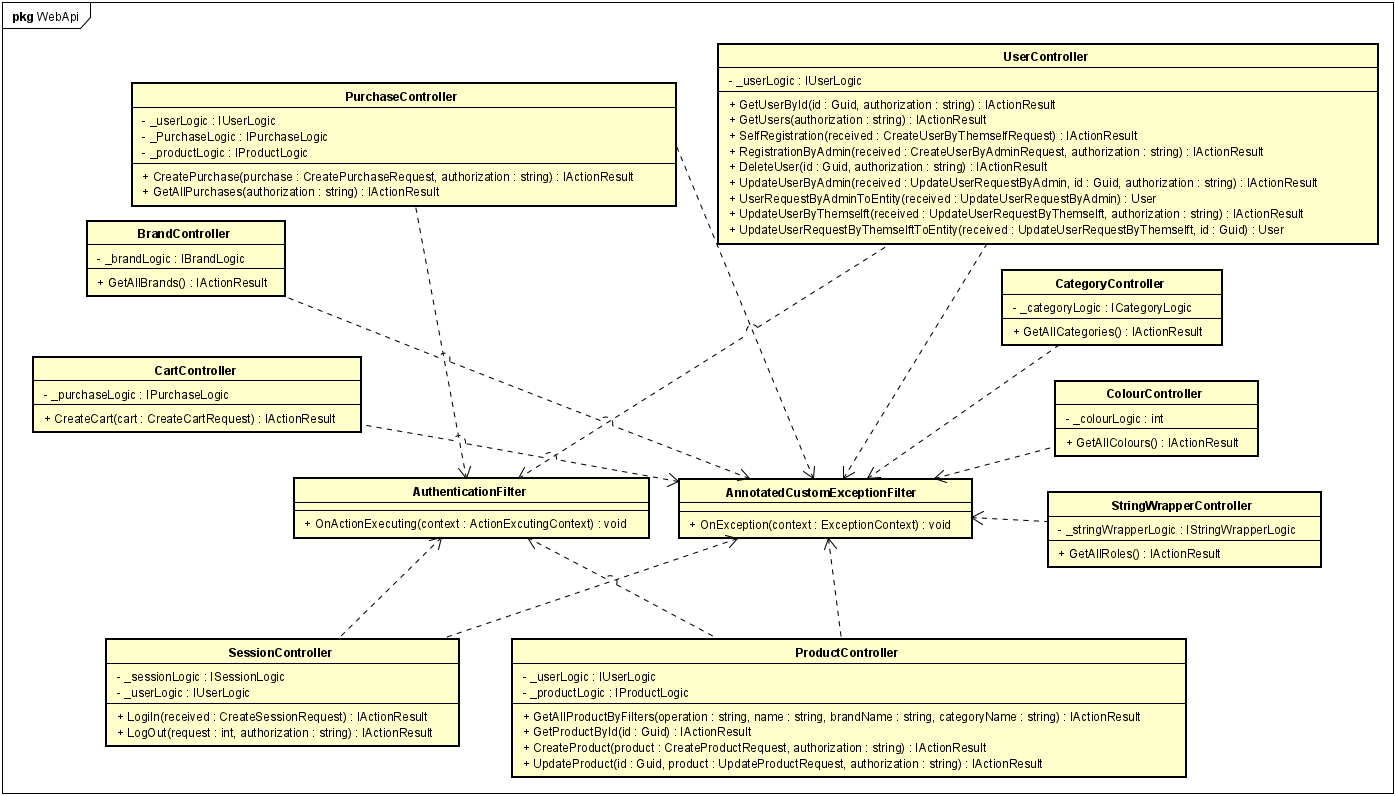 pkg WebApi
UserController
- _userLogic : IUserLogic
+ GetUserById(id : Guid, authorization : string) : IActionResult
+ GetUsers(authorization : string) : IActionResult
+ SelfRegistration(received : CreateUserByThemselfRequest) : IActionResult
+ RegistrationByAdmin(received : CreateUserByAdminRequest, authorization : string) : IActionResult
+ DeleteUser(id : Guid, authorization : string) : IActionResult
+ UpdateUserByAdmin(received : UpdateUserRequestByAdmin, id : Guid, authorization : string) : IActionResult
+ UserRequestByAdminToEntity(received : UpdateUserRequestByAdmin) : User
+ UpdateUserByThemselft(received : UpdateUserRequestByThemselft, authorization : string) : IActionResult
+ UpdateUserRequestByThemselftToEntity(received : UpdateUserRequestByThemselft, id : Guid) : User
PurchaseController
- _userLogic : IUserLogic
- _PurchaseLogic : IPurchaseLogic
- _productLogic : IProductLogic
+ CreatePurchase(purchase : CreatePurchaseRequest, authorization : string) : IActionResult
+ GetAllPurchases(authorization : string) : IActionResult
BrandController
- _brandLogic : IBrandLogic
+ GetAllBrands() : IActionResult
CategoryController
- _categoryLogic : ICategoryLogic
+ GetAllCategories() : IActionResult
CartController
- _purchaseLogic : IPurchaseLogic
+ CreateCart(cart : CreateCartRequest) : IActionResult
ColourController
- _colourLogic : int
+ GetAllColours() : IActionResult
AuthenticationFilter
+ OnActionExecuting(context : ActionExcutingContext) : void
AnnotatedCustomExceptionFilter
+ OnException(context : ExceptionContext) : void
StringWrapperController
- _stringWrapperLogic : IStringWrapperLogic
+ GetAllRoles() : IActionResult
SessionController
- _sessionLogic : ISessionLogic
- _userLogic : IUserLogic
+ LogiIn(received : CreateSessionRequest) : IActionResult
+ LogOut(request : int, authorization : string) : IActionResult
ProductController
- _userLogic : IUserLogic
- _productLogic : IProductLogic
+ GetAllProductByFilters(operation : string, name : string, brandName : string, categoryName : string) : IActionResult
+ GetProductById(id : Guid) : IActionResult
+ CreateProduct(product : CreateProductRequest, authorization : string) : IActionResult
+ UpdateProduct(id : Guid, product : UpdateProductRequest, authorization : string) : IActionResult